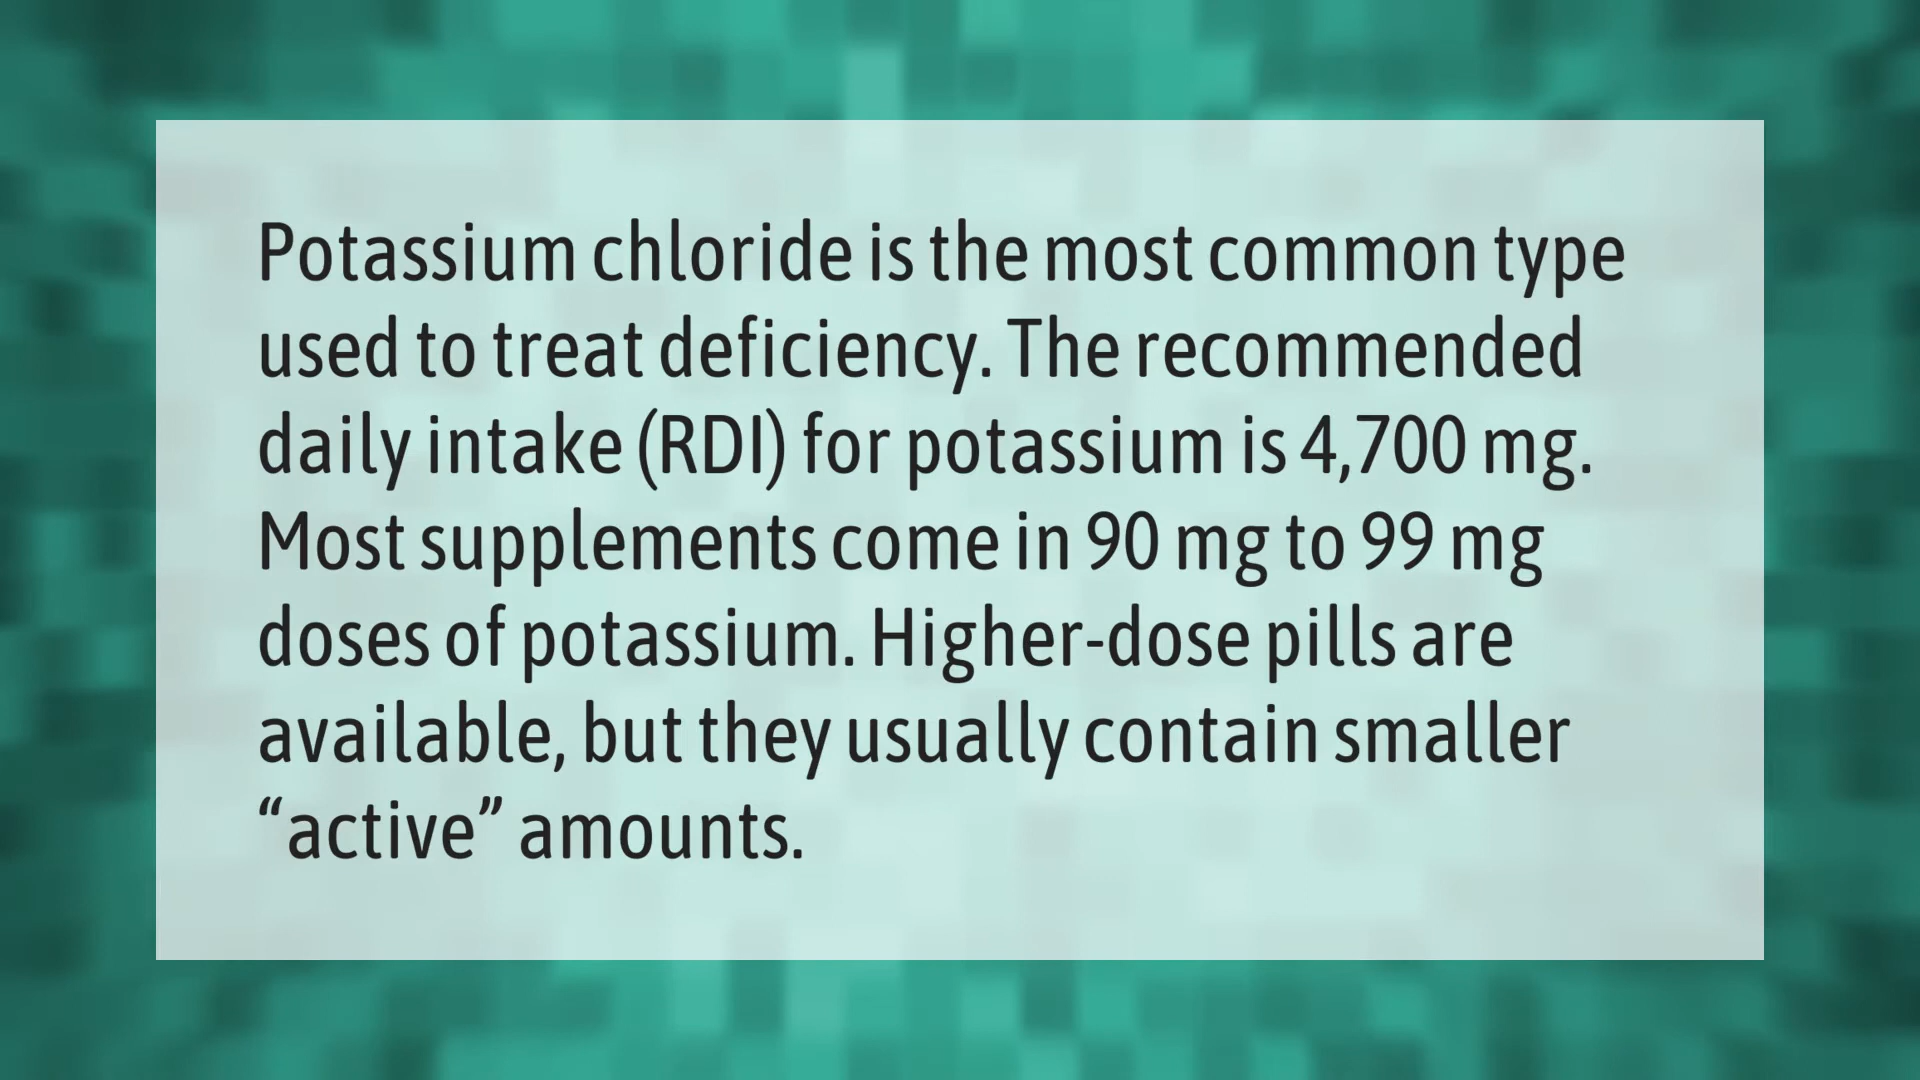 Potassium chloride is the most common type
used to treat deficiency. The recommended
daily intake (RDI) for potassium is 4,700 mg.
Most supplements come in 90 mg to 99 mg
doses of potassium. Higher-dose pills are
available, but they usually contain smaller
“active” amounts.